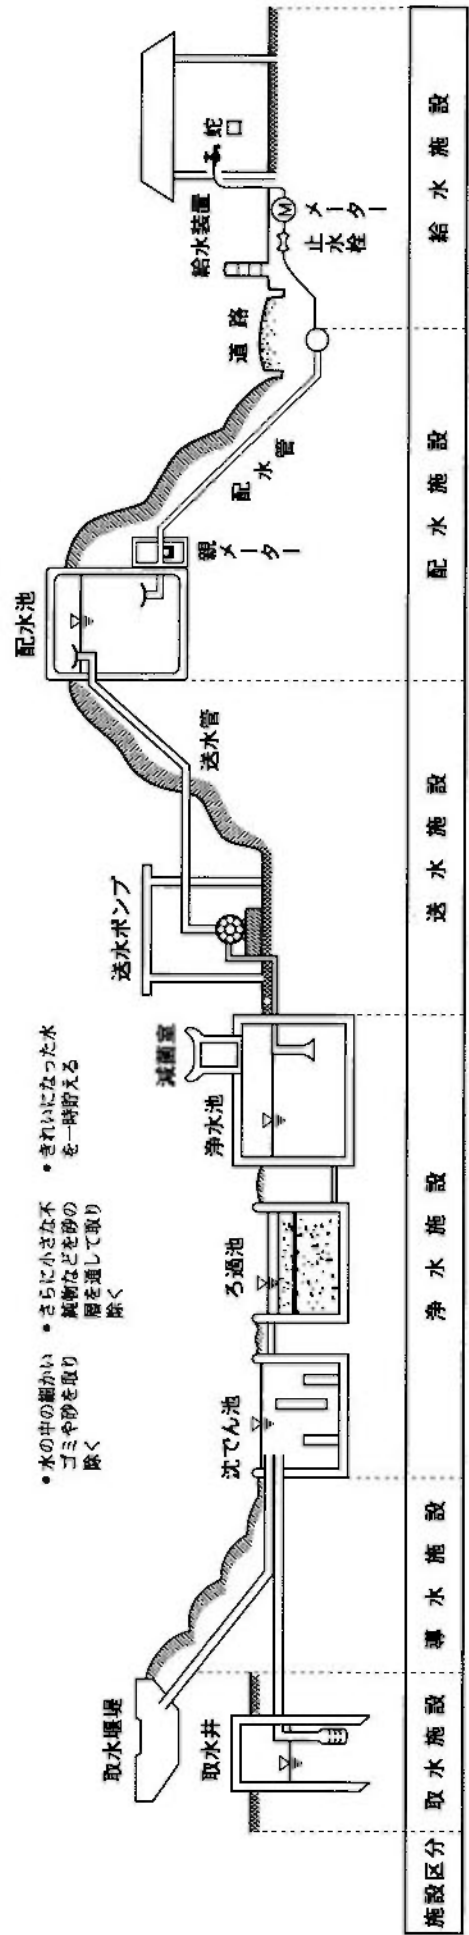 • 水の中の細かい
ゴミや砂を取り
除く
• さらに小さな不
純物などを砂の
層を通して取り
除く
• きれいになった水
を一時貯える
取水堰堤
取水井
沈でん池
ろ過池
浄水池
滅菌室
送水ポンプ
送水管
配水池
親メーター
配水管
道路
給水装置
止水栓
メーター
M
蛇口
施設区分
取水施設
導水施設
浄水施設
送水施設
配水施設
給水施設